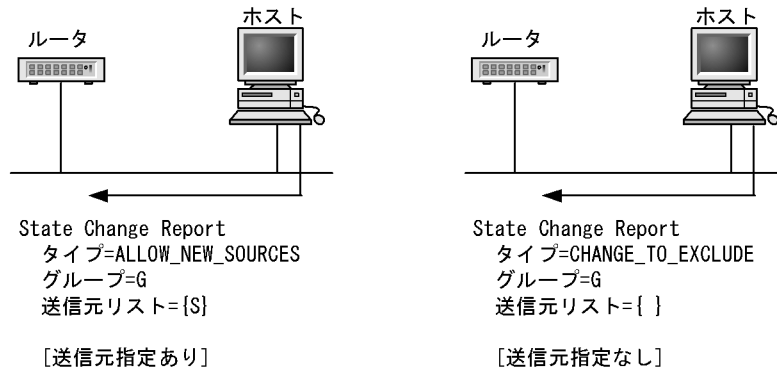 ルータ
ホスト
State Change Report
タイプ=ALLOW_NEW_SOURCES
グループ=G
送信元リスト={S}
[送信元指定あり]
ルータ
ホスト
State Change Report
タイプ=CHANGE_TO_EXCLUDE
グループ=G
送信元リスト={ }
[送信元指定なし]